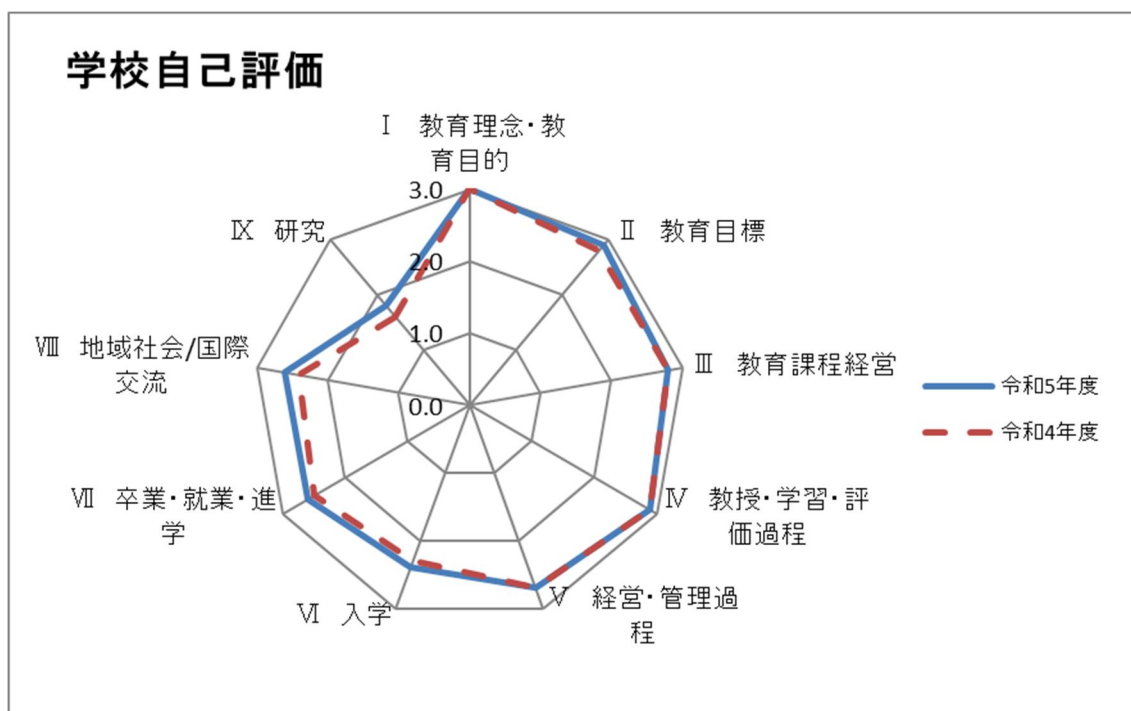 学校自己評価
Ⅰ 教育理念・教
育目的
Ⅱ 教育目標
Ⅲ 教育課程経営
Ⅳ 教授・学習・評
価過程
Ⅴ 経営・管理過
程
Ⅵ 入学
Ⅶ 卒業・就業・進
学
Ⅷ 地域社会/国際
交流
Ⅸ 研究
3.0
2.0
1.0
0.0
令和5年度
令和4年度